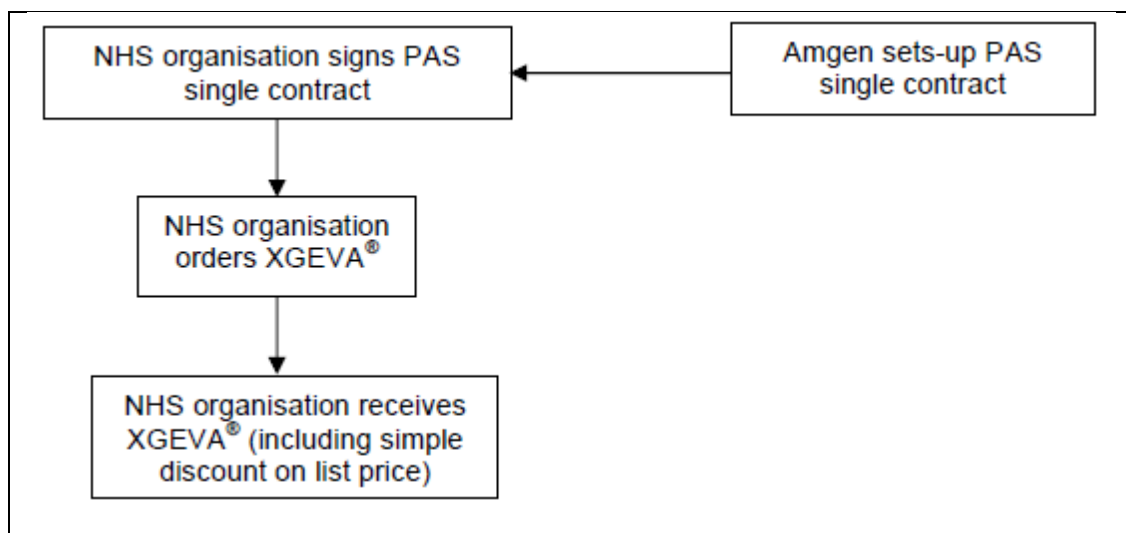 NHS organisation signs PAS
single contract
Amgen sets-up PAS
single contract
NHS organisation
orders XGEVA®
NHS organisation receives
XGEVA® (including simple
discount on list price)